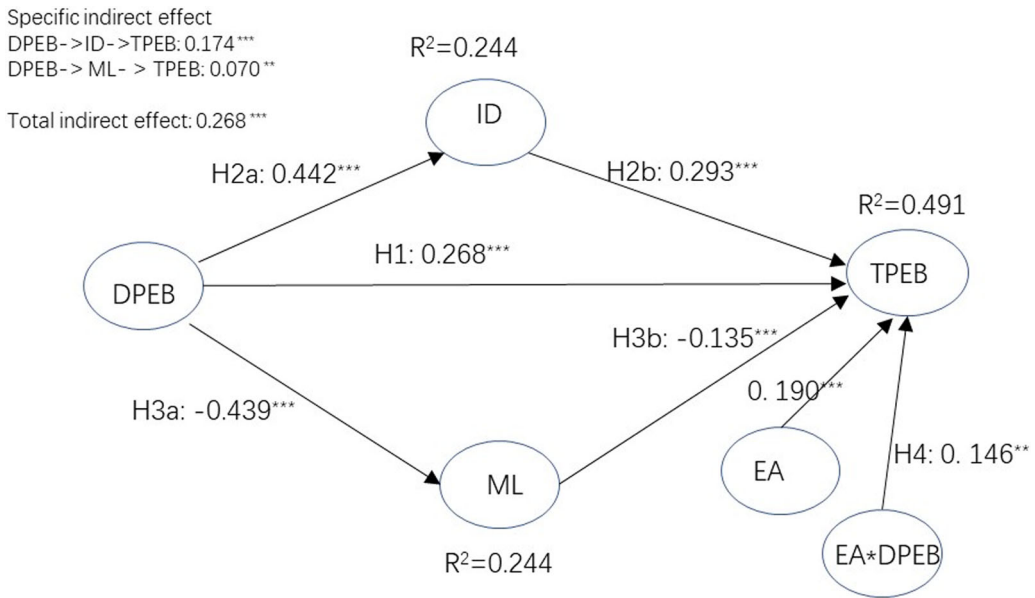 Specific indirect effect
DPEB->ID->TPEB: 0.174***
DPEB-> ML- > TPEB: 0.070 **
Total indirect effect: 0.268 ***
R²=0.244
ID
H2a: 0.442***
H2b: 0.293***
R²=0.491
H1: 0.268***
TPEB
DPEB
H3b: -0.135***
0. 190***
H3a: -0.439***
H4: 0. 146**
EA
ML
R²=0.244
EA*DPEB